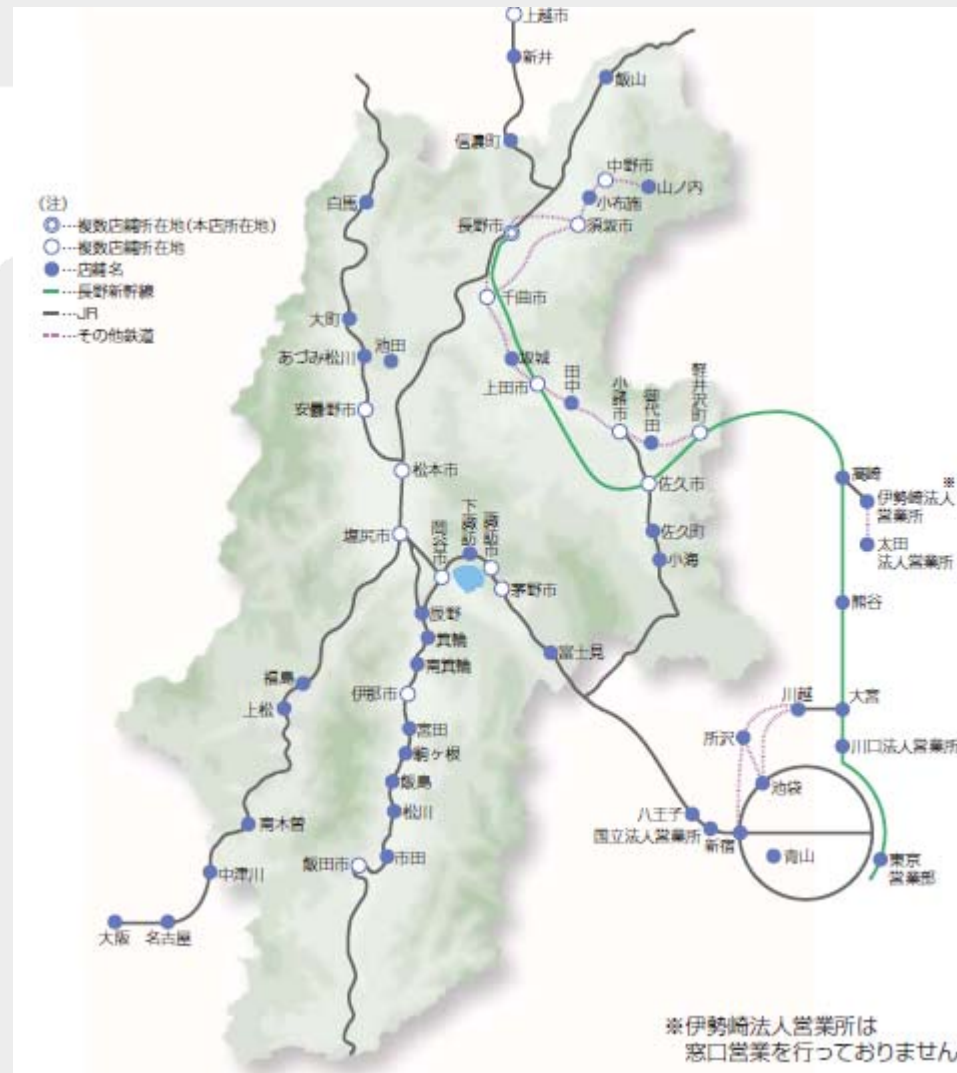 上越市
新井
飯山
信濃町
中野市
山ノ内
小布施
白馬
長野市
須坂市
(注)
◎…複数店舗所在地(本店所在地)
○…複数店舗所在地
●…店舗名
━…長野新幹線
━…JR
---…その他鉄道
千曲市
大町
あづみ松川
池田
坂城
上田市
田中
小諸市
御代田
軽井沢町
安曇野市
松本市
佐久市
高崎
※
伊勢崎法人
営業所
塩尻市
岡谷市
下諏訪
諏訪市
佐久町
太田
法人営業所
小海
茅野市
辰野
熊谷
箕輪
富士見
南箕輪
福島
伊那市
上松
川越
大宮
宮田
所沢
川口法人営業所
駒ヶ根
飯島
池袋
松川
八王子
南木曽
国立法人営業所
新宿
青山
市田
飯田市
東京
営業部
中津川
大阪
名古屋
※伊勢崎法人営業所は
窓口営業を行っておりません